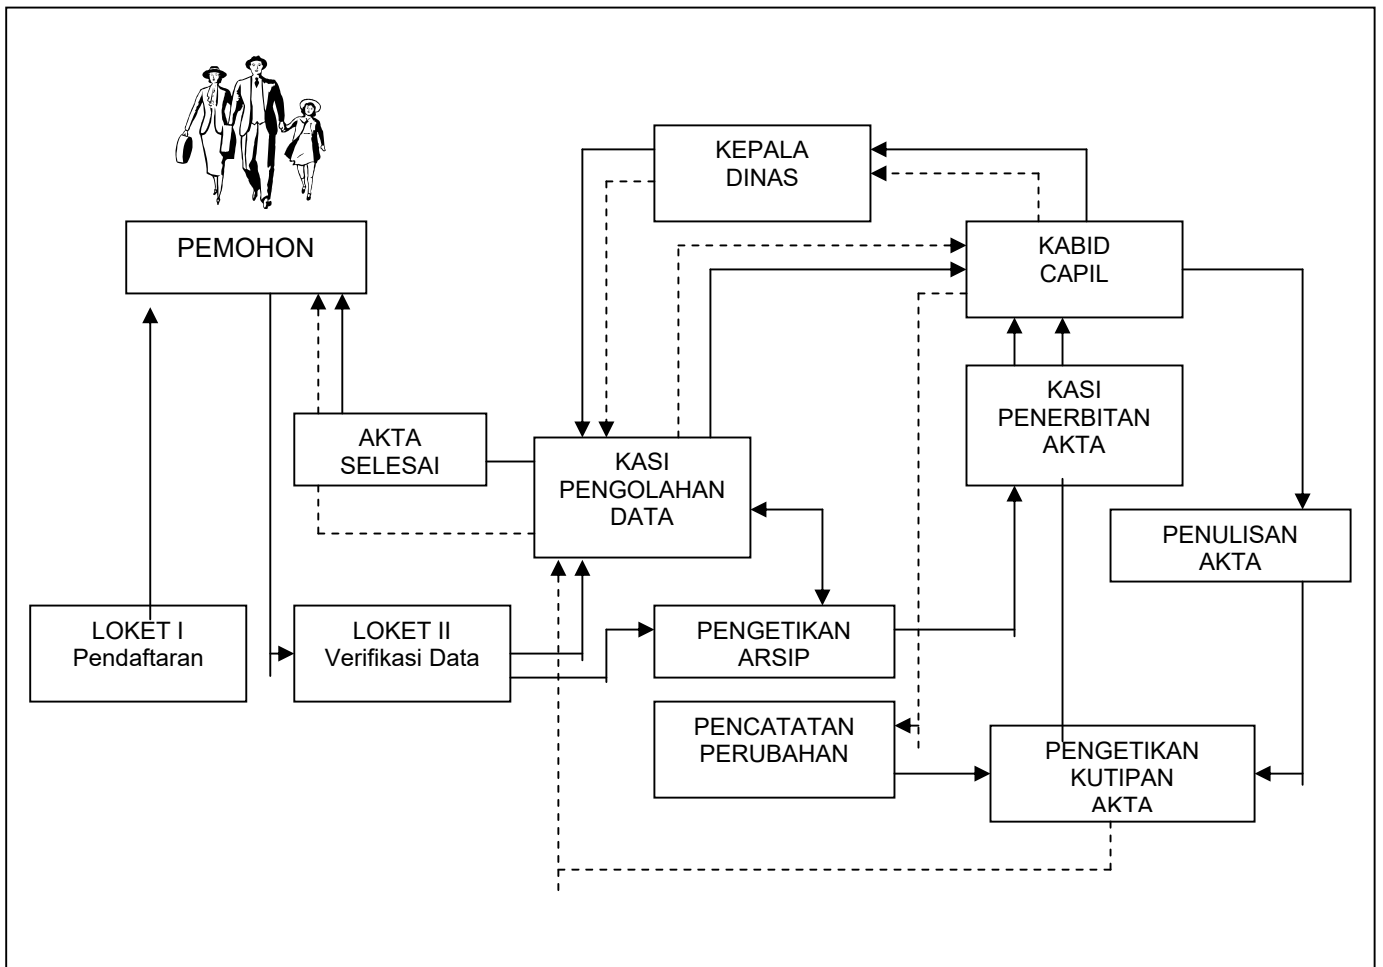 KEPALA
DINAS
PEMOHON
KABID
CAPIL
KASI
PENERBITAN
AKTA
AKTA
SELESAI
KASI
PENGOLAHAN
DATA
PENULISAN
AKTA
LOKET I
Pendaftaran
LOKET II
Verifikasi Data
PENGETIKAN
ARSIP
PENCATATAN
PERUBAHAN
PENGETIKAN
KUTIPAN
AKTA